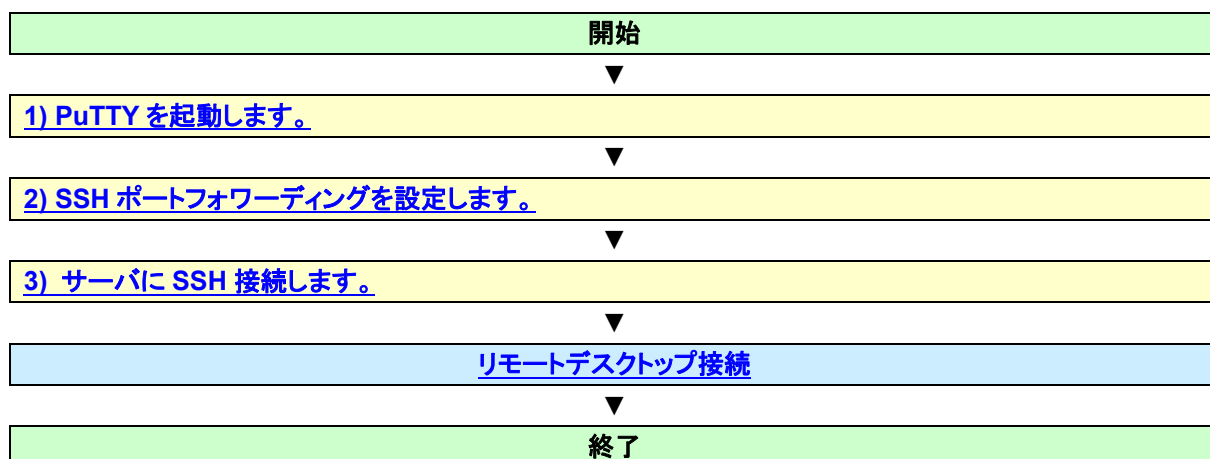 開始
▼
1) PuTTY を起動します。
▼
2) SSH ポートフォワーディングを設定します。
▼
3) サーバに SSH 接続します。
▼
リモートデスクトップ接続
▼
終了